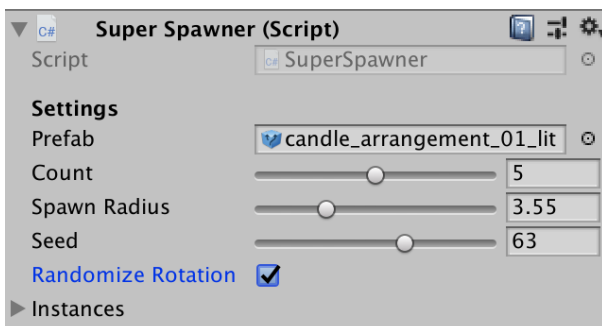 C# Super Spawner (Script)
Script C# SuperSpawner
Settings
Prefab candle_arrangement_01_lit
Count 5
Spawn Radius 3.55
Seed 63
Randomize Rotation
Instances